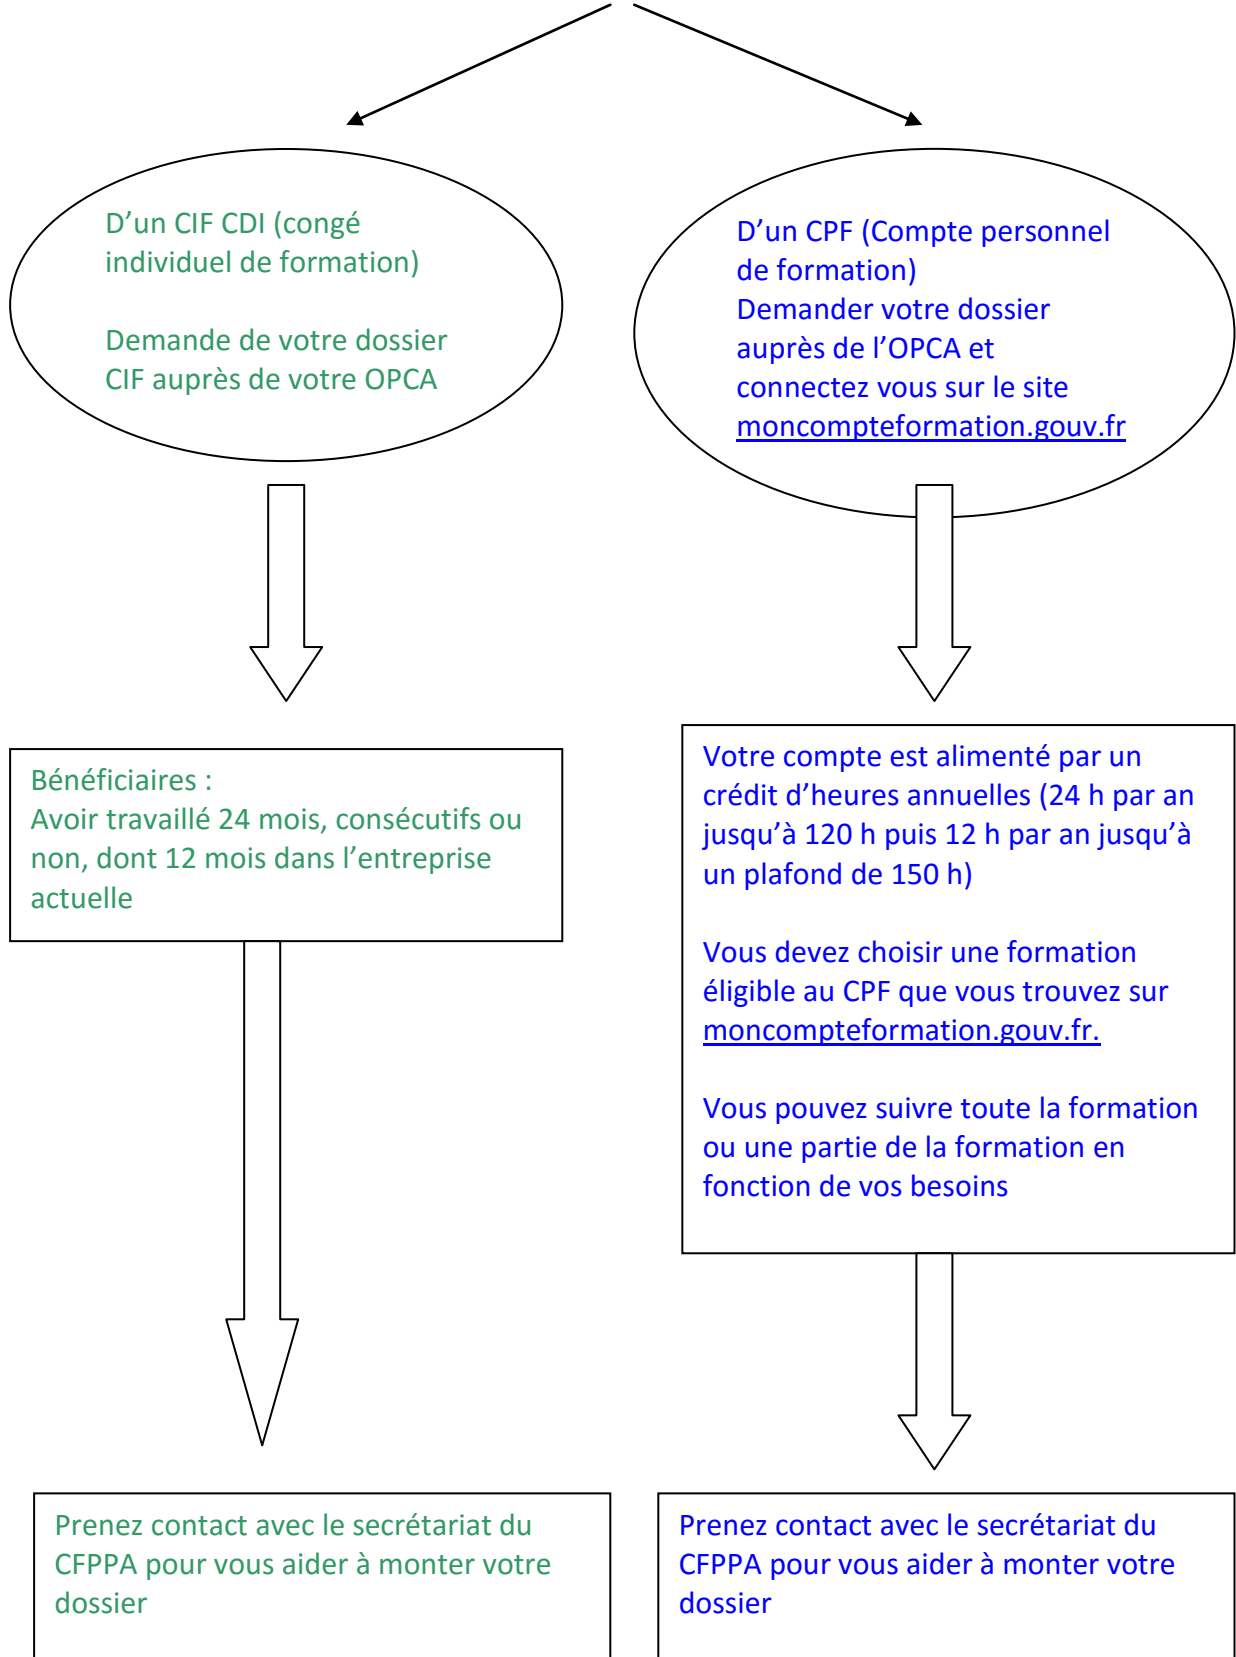 D’un CIF CDI (congé
individuel de formation)
Demande de votre dossier
CIF auprès de votre OPCA
D’un CPF (Compte personnel
de formation)
Demander votre dossier
auprès de l’OPCA et
connectez vous sur le site
moncompteformation.gouv.fr
Bénéficiaires :
Avoir travaillé 24 mois, consécutifs ou
non, dont 12 mois dans l’entreprise
actuelle
Votre compte est alimenté par un
crédit d’heures annuelles (24 h par an
jusqu’à 120 h puis 12 h par an jusqu’à
un plafond de 150 h)
Vous devez choisir une formation
éligible au CPF que vous trouvez sur
moncompteformation.gouv.fr.
Vous pouvez suivre toute la formation
ou une partie de la formation en
fonction de vos besoins
Prenez contact avec le secrétariat du
CFPPA pour vous aider à monter votre
dossier
Prenez contact avec le secrétariat du
CFPPA pour vous aider à monter votre
dossier